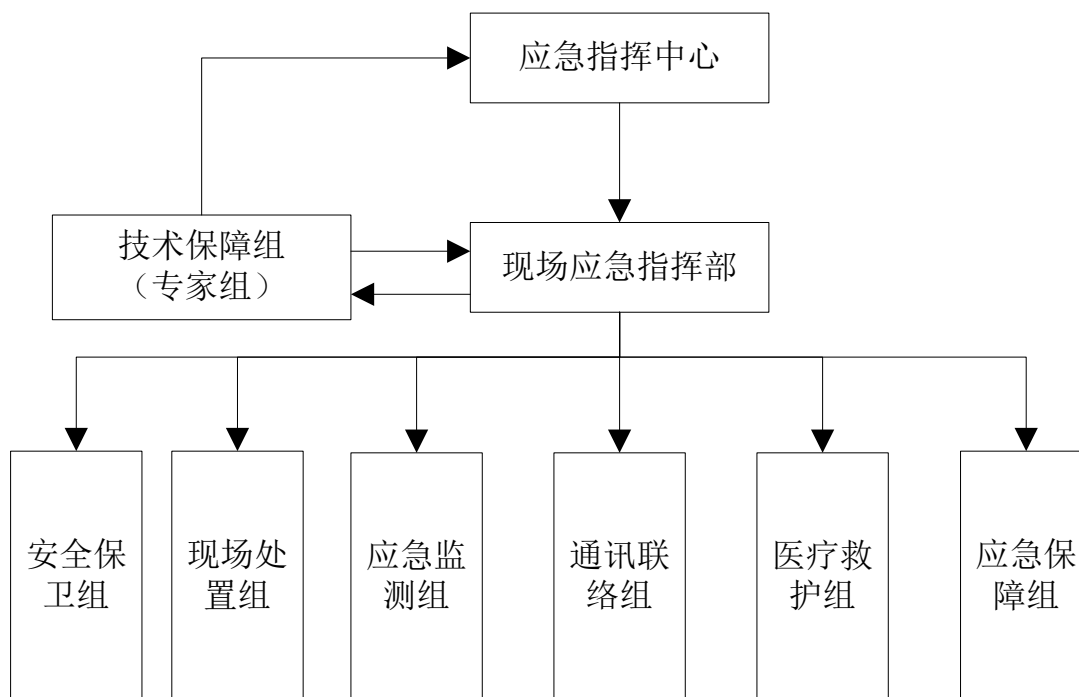 应急指挥中心
技术保障组
（专家组）
现场应急指挥部
安全保
卫组
现场处
置组
应急监
测组
通讯联
络组
医疗救
护组
应急保
障组